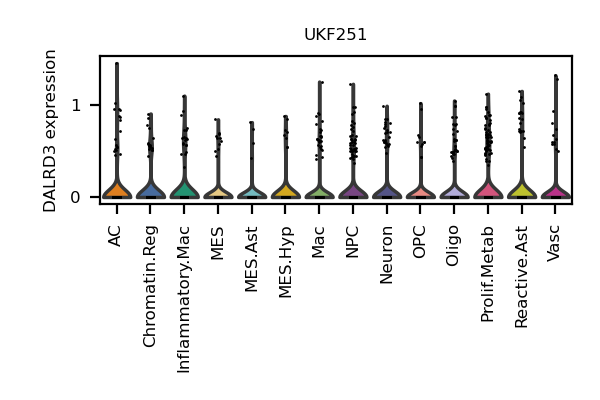 UKF251
DALRD3 expression
1
0
AC
Chromatin.Reg
Inflammatory.Mac
MES
MES.Ast
MES.Hyp
Mac
NPC
Neuron
OPC
Oligo
Prolif.Metab
Reactive.Ast
Vasc